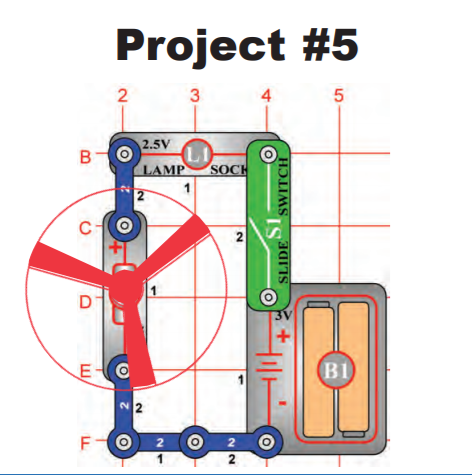 Project #5
2 3 4 5
B 2.5V L1
LAMP SOCK
2 2 1
C
+ 2 S1 SLIDE SWITCH
1
D
3V
+
E 1 B1
2 2 -
F 2 2
1 2